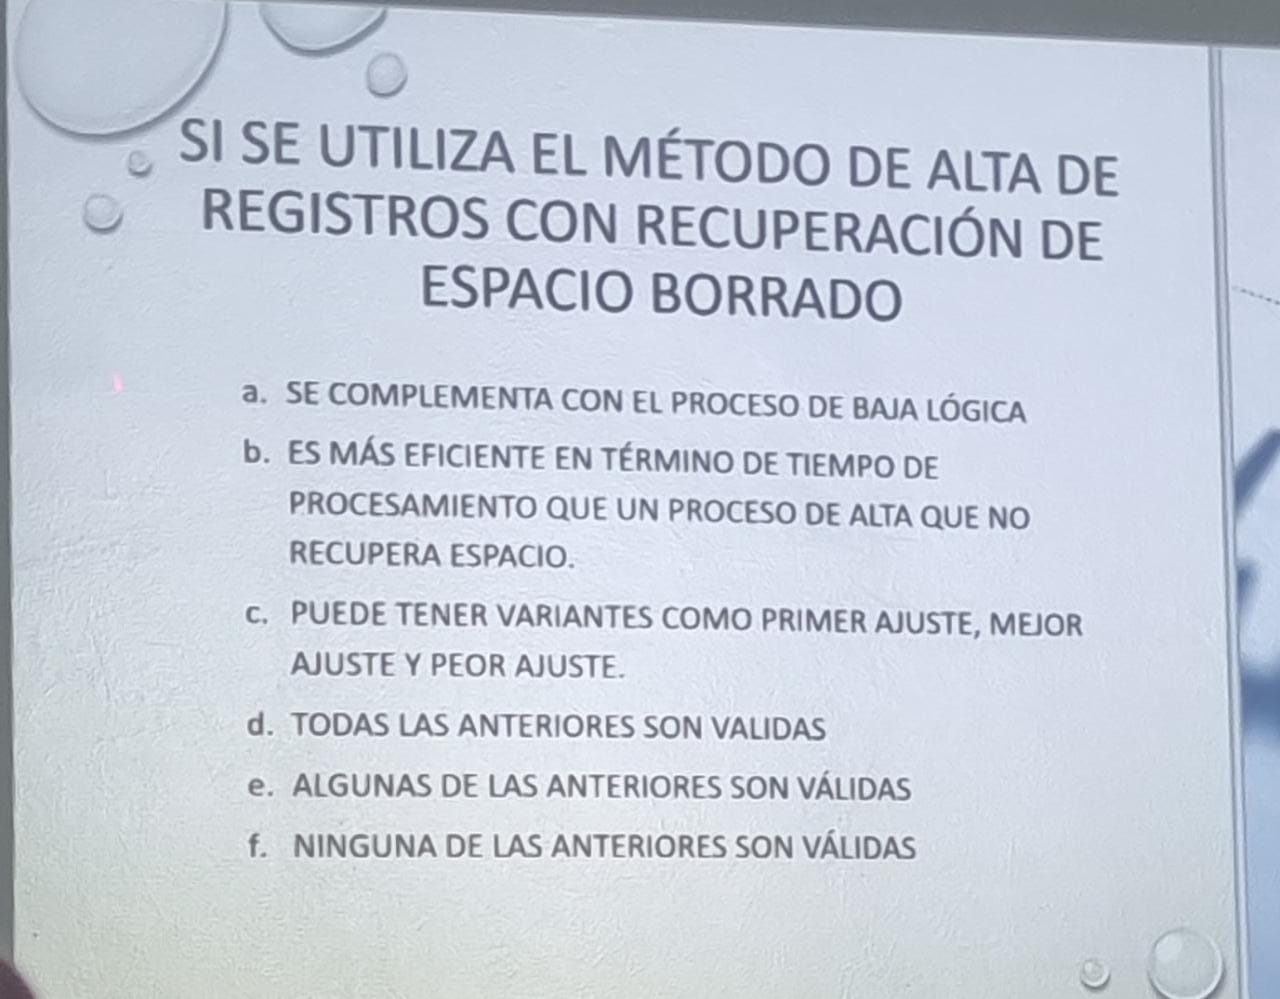 SI SE UTILIZA EL MÉTODO DE ALTA DE
REGISTROS CON RECUPERACIÓN DE
ESPACIO BORRADO
a. SE COMPLEMENTA CON EL PROCESO DE BAJA LÓGICA
b. ES MÁS EFICIENTE EN TÉRMINO DE TIEMPO DE
PROCESAMIENTO QUE UN PROCESO DE ALTA QUE NO
RECUPERA ESPACIO.
c. PUEDE TENER VARIANTES COMO PRIMER AJUSTE, MEJOR
AJUSTE Y PEOR AJUSTE.
d. TODAS LAS ANTERIORES SON VALIDAS
e. ALGUNAS DE LAS ANTERIORES SON VÁLIDAS
f. NINGUNA DE LAS ANTERIORES SON VÁLIDAS